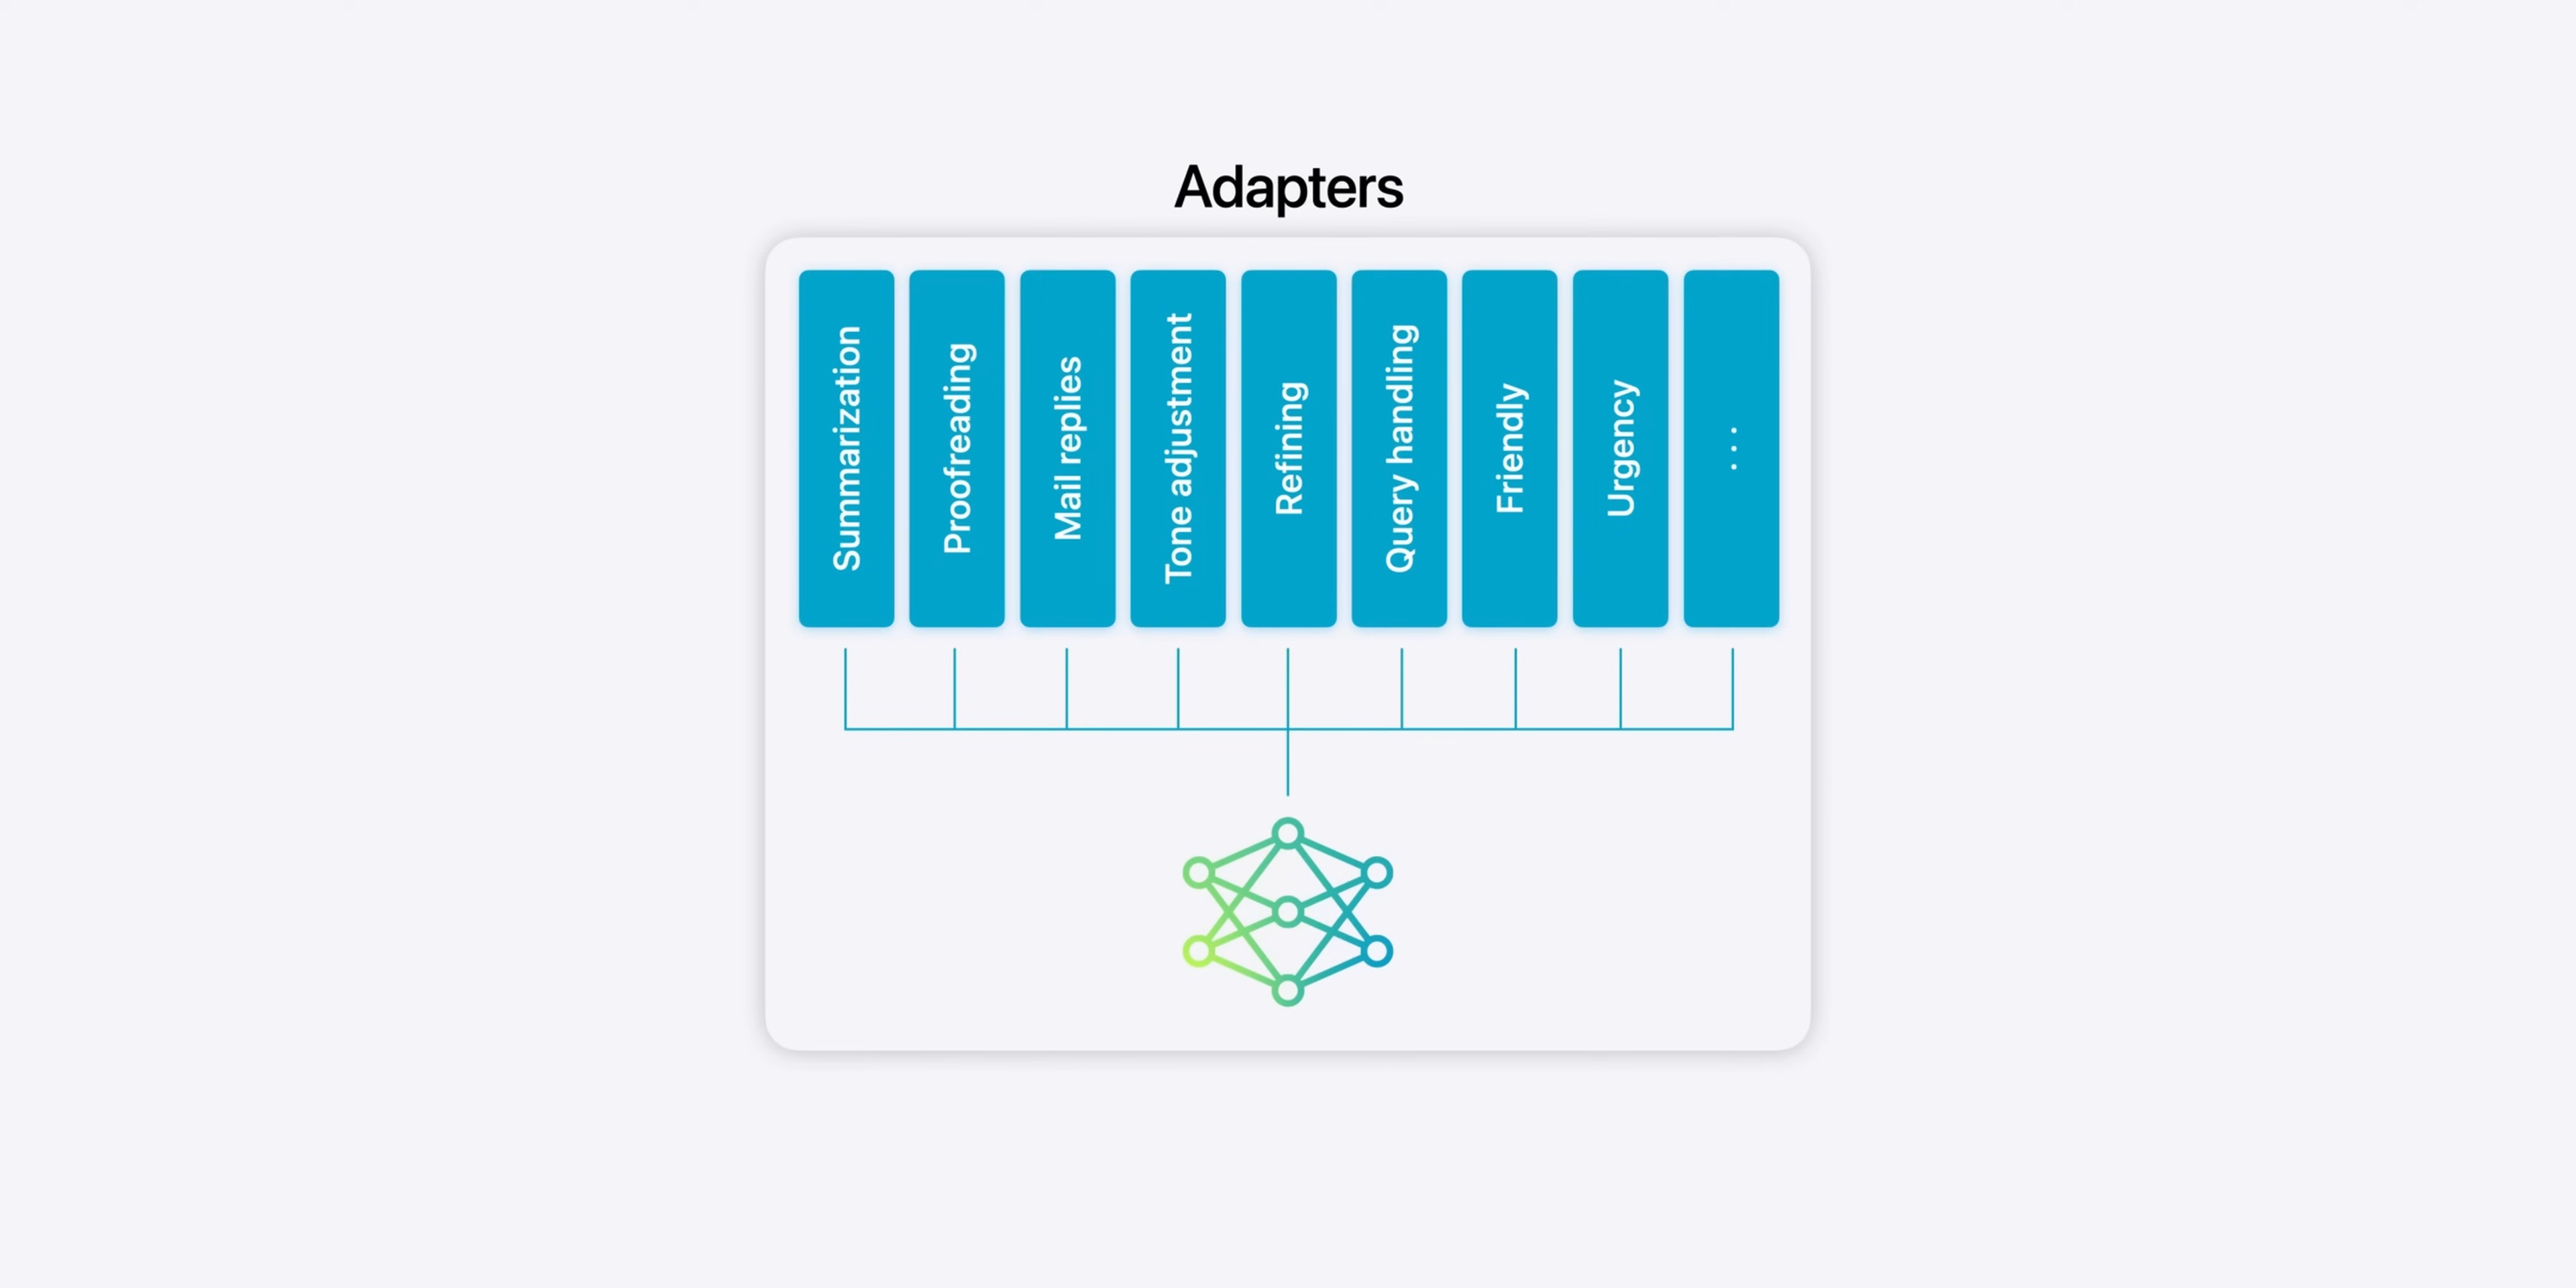 Adapters
Summarization
Proofreading
Mail replies
Tone adjustment
Refining
Query handling
Friendly
Urgency
...